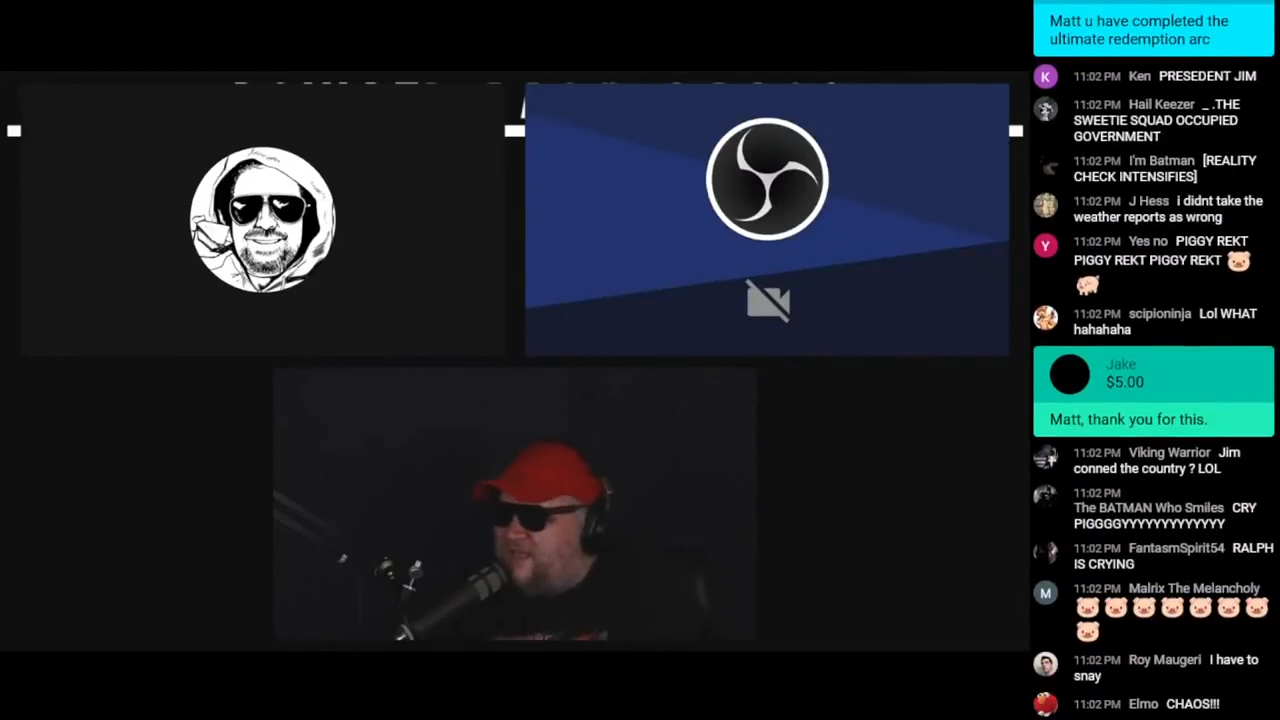 Matt u have completed the
ultimate redemption arc
K
11:02 PM Ken PRESEDENT JIM
11:02 PM Hail Keezer _ .THE
SWEETIE SQUAD OCCUPIED
GOVERNMENT
11:02 PM I'm Batman [REALITY
CHECK INTENSIFIES]
11:02 PM J Hess i didnt take the
weather reports as wrong
Y
11:02 PM Yes no PIGGY REKT
PIGGY REKT PIGGY REKT
11:02 PM scipioninja Lol WHAT
hahahaha
Jake
$5.00
Matt, thank you for this.
11:02 PM Viking Warrior Jim
conned the country ? LOL
11:02 PM
The BATMAN Who Smiles CRY
PIGGGGYYYYYYYYYYYYY
11:02 PM FantasmSpirit54 RALPH
IS CRYING
M
11:02 PM Malrix The Melancholy
11:02 PM Roy Maugeri I have to
snay
11:02 PM Elmo CHAOS!!!